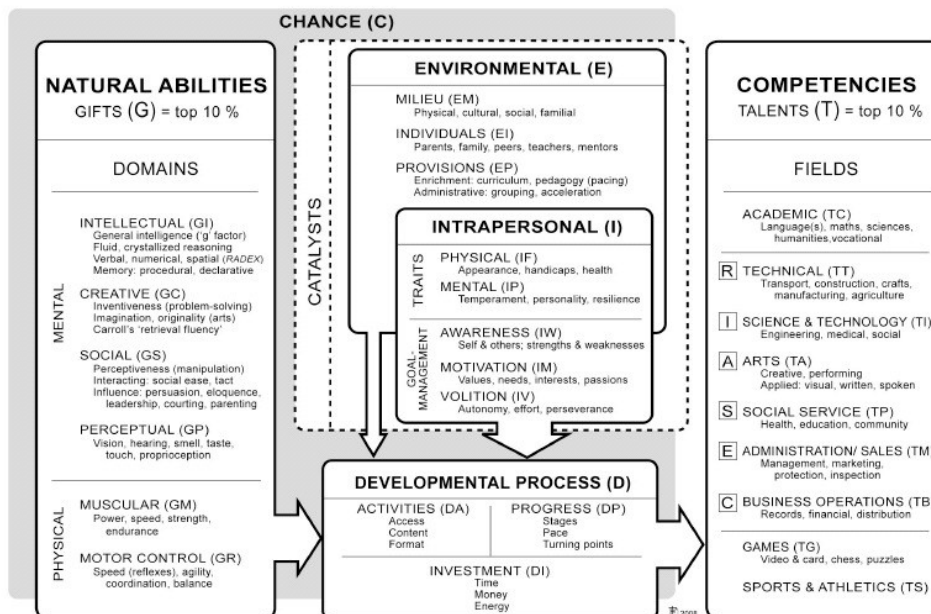 CHANCE (C)
NATURAL ABILITIES
GIFTS (G) = top 10 %
DOMAINS
MENTAL
INTELLECTUAL (GI)
General intelligence (‘g’ factor)
Fluid, crystallized reasoning
Verbal, numerical, spatial (RADEX)
Memory: procedural, declarative
CREATIVE (GC)
Inventiveness (problem-solving)
Imagination, originality (arts)
Carroll's ‘retrieval fluency’
SOCIAL (GS)
Perceptiveness (manipulation)
Interacting: social ease, tact
Influence: persuasion, eloquence,
leadership, courting, parenting
PERCEPTUAL (GP)
Vision, hearing, smell, taste,
touch, proprioception
PHYSICAL
MUSCULAR (GM)
Power, speed, strength,
endurance
MOTOR CONTROL (GR)
Speed (reflexes), agility,
coordination, balance
CATALYSTS
ENVIRONMENTAL (E)
MILIEU (EM)
Physical, cultural, social, familial
INDIVIDUALS (EI)
Parents, family, peers, teachers, mentors
PROVISIONS (EP)
Enrichment: curriculum, pedagogy (pacing)
Administrative: grouping, acceleration
INTRAPERSONAL (I)
TRAITS
PHYSICAL (IF)
Appearance, handicaps, health
MENTAL (IP)
Temperament, personality, resilience
GOAL-
MANAGEMENT
AWARENESS (IW)
Self & others; strengths & weaknesses
MOTIVATION (IM)
Values, needs, interests, passions
VOLITION (IV)
Autonomy, effort, perseverance
DEVELOPMENTAL PROCESS (D)
ACTIVITIES (DA)
Access
Content
Format
PROGRESS (DP)
Stages
Pace
Turning points
INVESTMENT (DI)
Time
Money
Energy
2008
COMPETENCIES
TALENTS (T) = top 10 %
FIELDS
ACADEMIC (TC)
Language(s), maths, sciences,
humanities,vocational
R TECHNICAL (TT)
Transport, construction, crafts,
manufacturing, agriculture
I SCIENCE & TECHNOLOGY (TI)
Engineering, medical, social
A ARTS (TA)
Creative, performing
Applied: visual, written, spoken
S SOCIAL SERVICE (TP)
Health, education, community
E ADMINISTRATION/ SALES (TM)
Management, marketing,
protection, inspection
C BUSINESS OPERATIONS (TB)
Records, financial, distribution
GAMES (TG)
Video & card, chess, puzzles
SPORTS & ATHLETICS (TS)